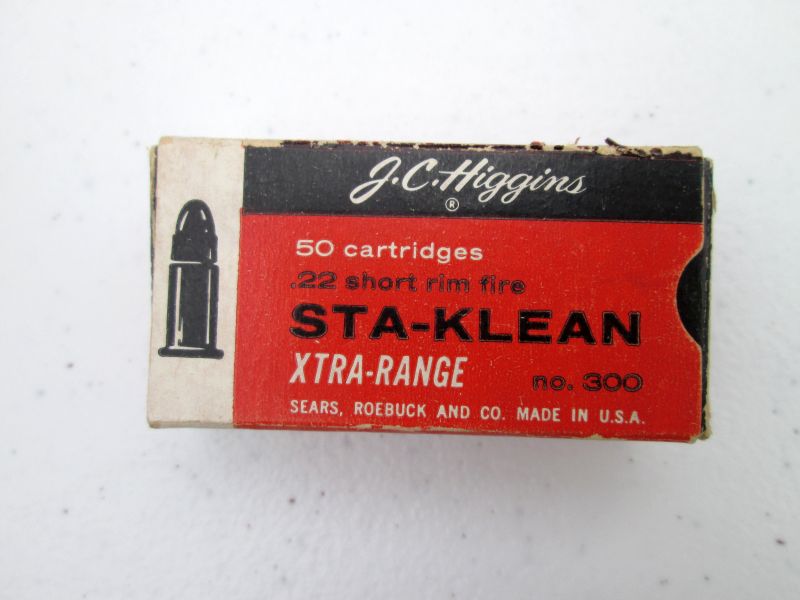 J.C. Higgins
®
50 cartridges
.22 short rim fire
STA-KLEAN
XTRA-RANGE no. 300
SEARS, ROEBUCK AND CO. MADE IN U.S.A.